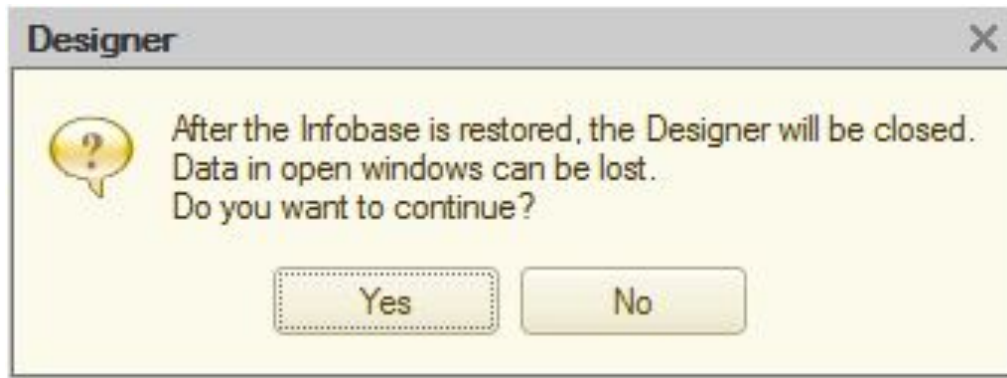 Designer
After the Infobase is restored, the Designer will be closed.
Data in open windows can be lost.
Do you want to continue?
Yes No